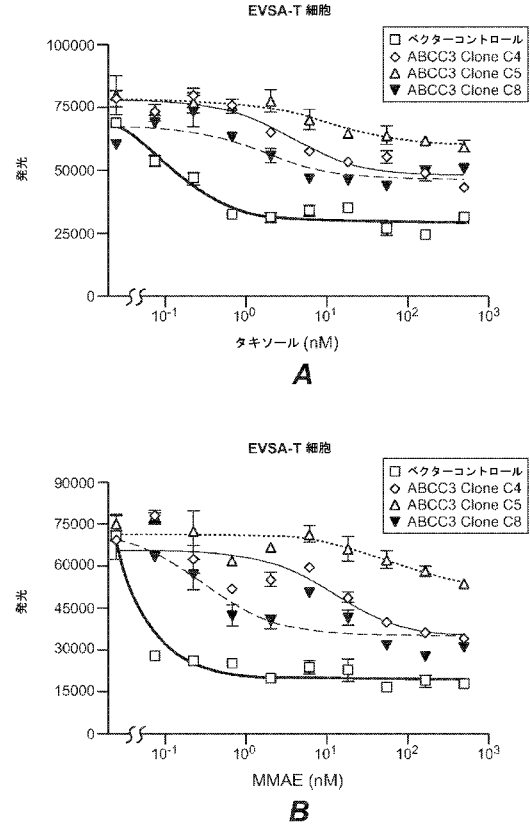 EVSA-T 細胞
ベクターコントロール
ABCC3 Clone C4
ABCC3 Clone C5
ABCC3 Clone C8
発光
100000
75000
50000
25000
0
10-1
100
101
102
103
タキソール (nM)
A
EVSA-T 細胞
ベクターコントロール
ABCC3 Clone C4
ABCC3 Clone C5
ABCC3 Clone C8
発光
90000
75000
60000
45000
30000
15000
0
10-1
100
101
102
103
MMAE (nM)
B